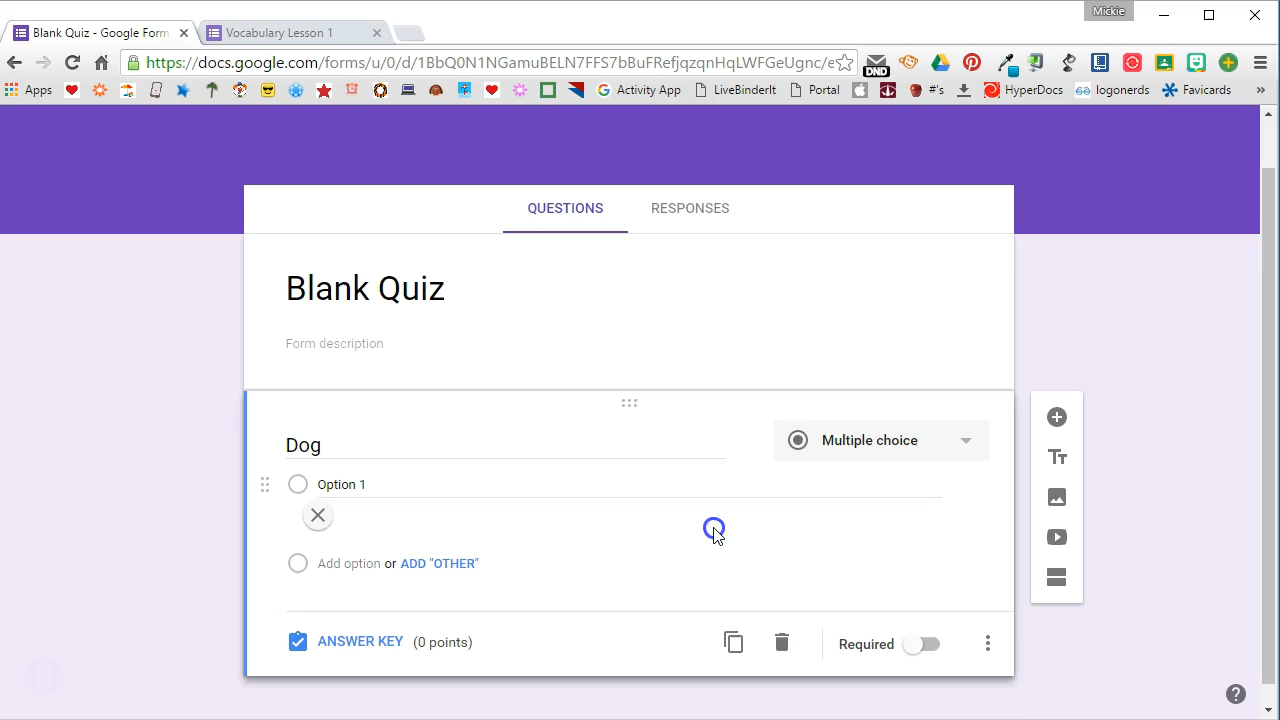 Mickie
Blank Quiz - Google Form
Vocabulary Lesson 1
https://docs.google.com/forms/u/0/d/1BbQ0N1NGamuBELN7FFS7bBuFRefjqzqnHqLWFGeUgnc/e
DND
Apps
Activity App
LiveBinderIt
Portal
#'s
HyperDocs
logonerds
Favicards
»
QUESTIONS
RESPONSES
Blank Quiz
Form description
Dog
Multiple choice
Option 1
Add option or ADD "OTHER"
ANSWER KEY (0 points)
Required